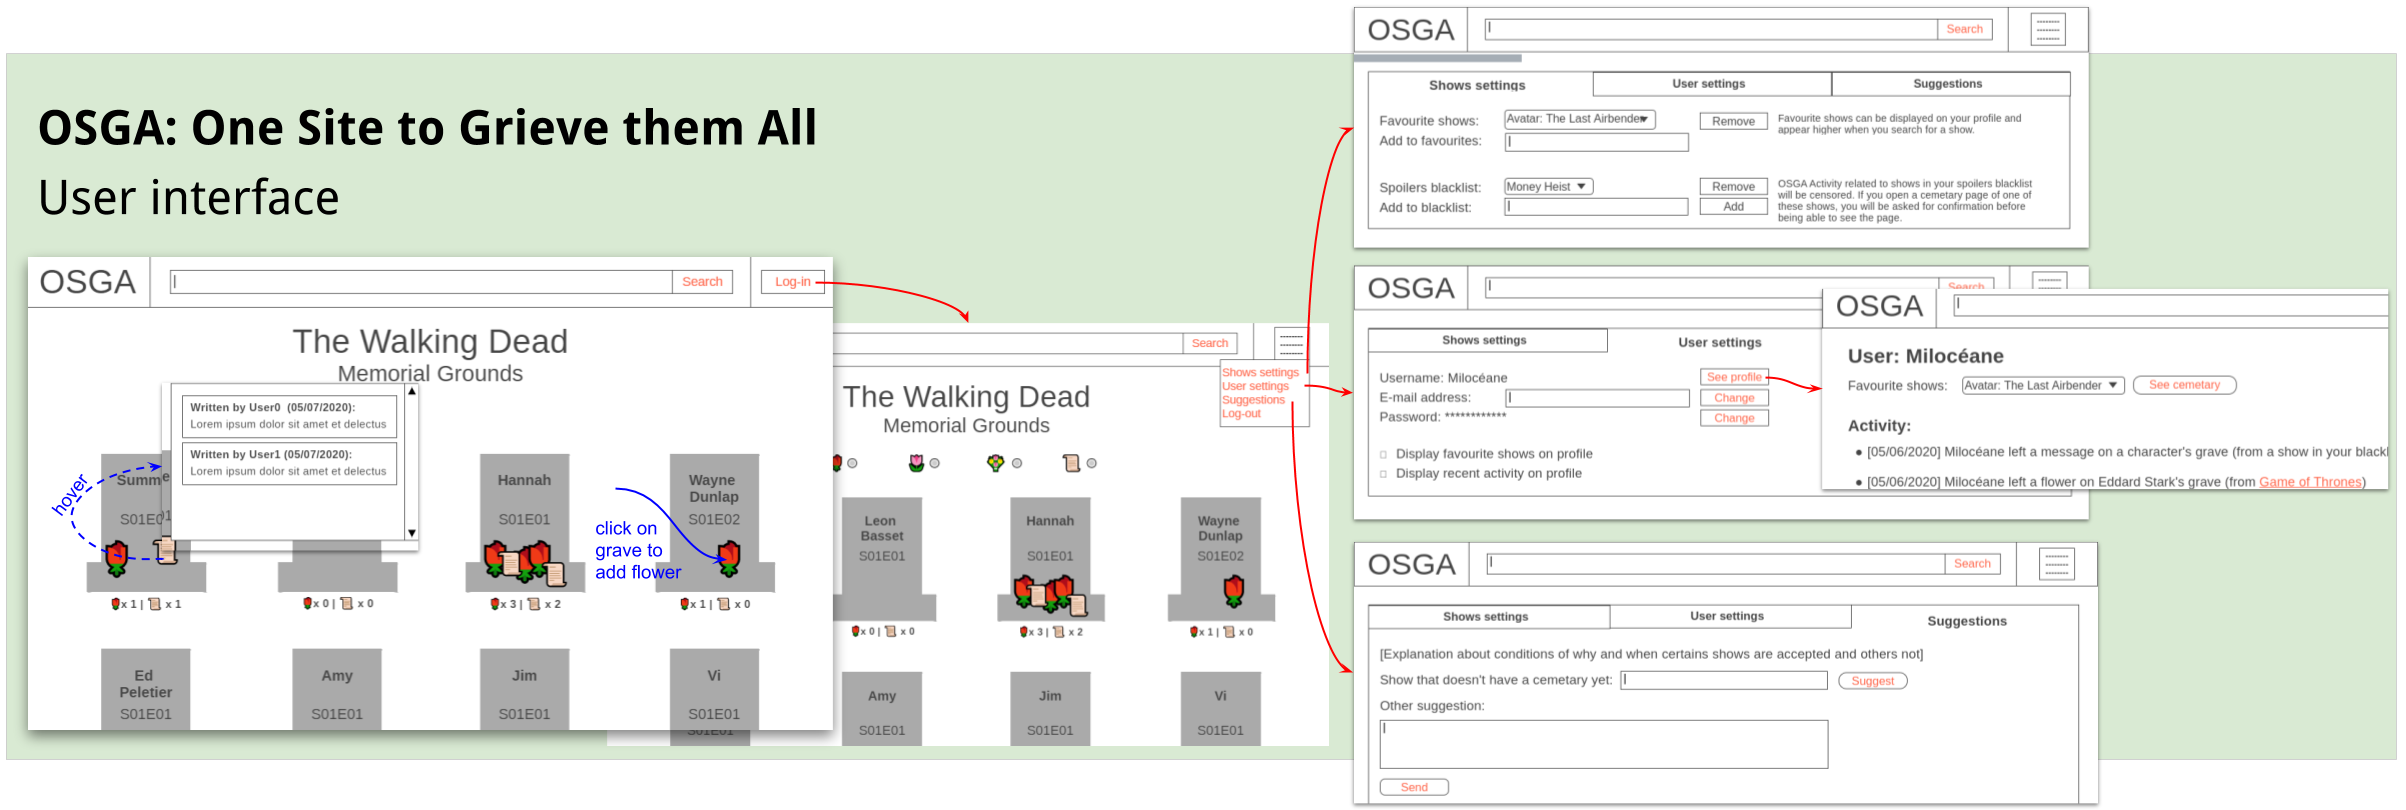 OSGA: One Site to Grieve them All
User interface
OSGA
Search
Log-in
The Walking Dead
Memorial Grounds
Written by User0 (05/07/2020):
Lorem ipsum dolor sit amet et delectus
Written by User1 (05/07/2020):
Lorem ipsum dolor sit amet et delectus
hover
Summ
S01E0
x 1 | x 1
x 0 | x 0
Hannah
S01E01
x 3 | x 2
click on
grave to
add flower
Wayne
Dunlap
S01E02
x 1 | x 0
Ed
Peletier
S01E01
Amy
S01E01
Jim
S01E01
Vi
S01E01
Search
Shows settings
User settings
Suggestions
Log-out
The Walking Dead
Memorial Grounds
Leon
Basset
S01E01
x 0 | x 0
Hannah
S01E01
x 3 | x 2
Wayne
Dunlap
S01E02
x 1 | x 0
S01E01
Amy
S01E01
Jim
S01E01
Vi
S01E01
OSGA
Search
Shows settings
User settings
Suggestions
Favourite shows:
Avatar: The Last Airbender
Remove
Favourite shows can be displayed on your profile and
appear higher when you search for a show.
Add to favourites:
Spoilers blacklist:
Money Heist
Remove
OSGA Activity related to shows in your spoilers blacklist
will be censored. If you open a cemetary page of one of
these shows, you will be asked for confirmation before
being able to see the page.
Add to blacklist:
Add
OSGA
Search
Shows settings
User settings
Username: Milocéane
See profile
E-mail address:
Change
Password: ************
Change
Display favourite shows on profile
Display recent activity on profile
OSGA
User: Milocéane
Favourite shows:
Avatar: The Last Airbender
See cemetary
Activity:
● [05/06/2020] Milocéane left a message on a character's grave (from a show in your blackl
● [05/06/2020] Milocéane left a flower on Eddard Stark's grave (from Game of Thrones)
OSGA
Search
Shows settings
User settings
Suggestions
[Explanation about conditions of why and when certains shows are accepted and others not]
Show that doesn't have a cemetary yet:
Suggest
Other suggestion:
Send